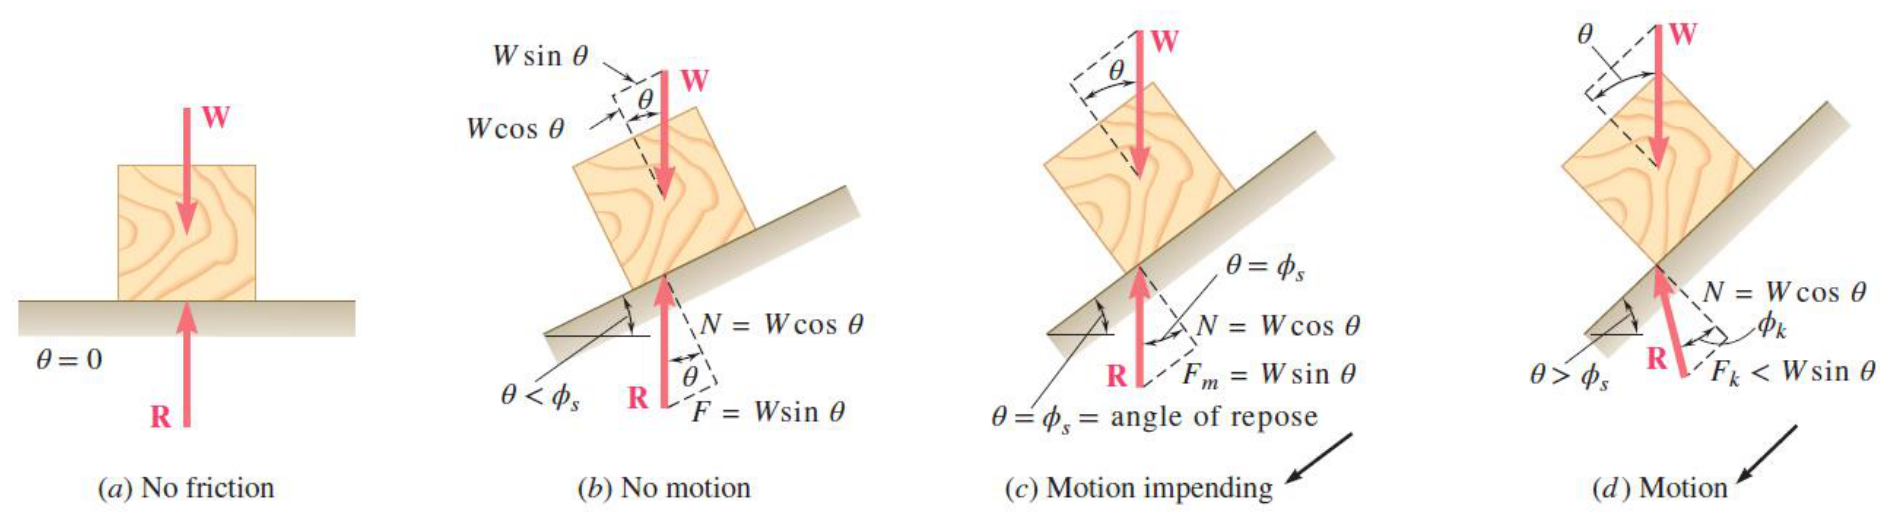 W
θ = 0
R
(a) No friction
W sin θ
W
θ
W cos θ
N = W cos θ
θ
θ < ϕs
R
F = W sin θ
(b) No motion
W
θ
θ = ϕs
N = W cos θ
R
Fm = W sin θ
θ = ϕs = angle of repose
(c) Motion impending
θ
W
N = W cos θ
ϕk
R
θ > ϕs
Fk < W sin θ
(d) Motion